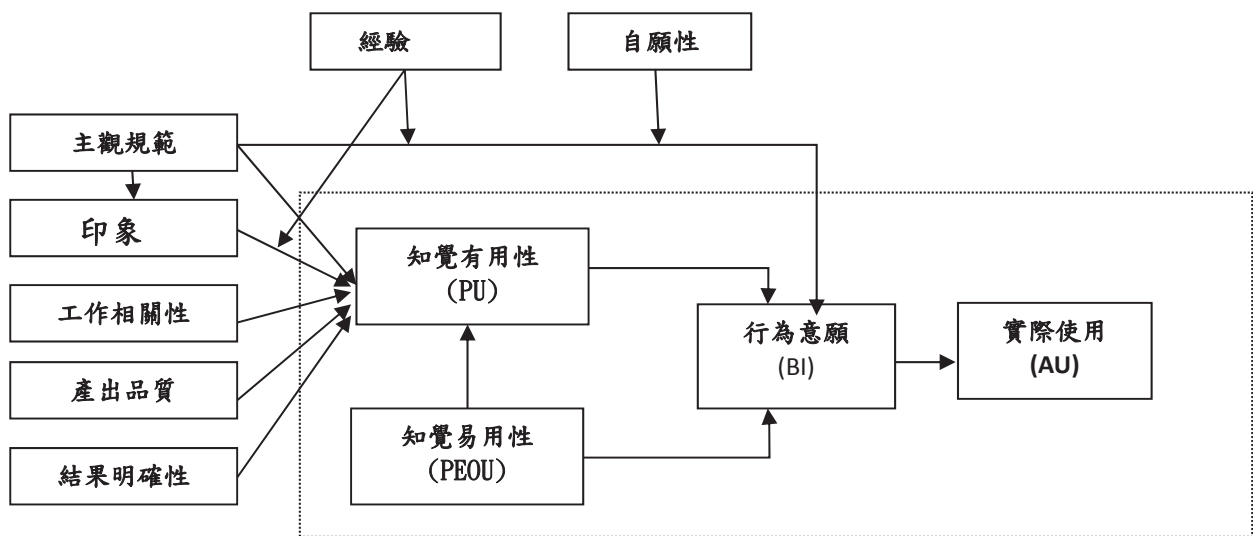 經驗
自願性
主觀規範
印象
工作相關性
產出品質
結果明確性
知覺有用性
(PU)
知覺易用性
(PEOU)
行為意願
(BI)
實際使用
(AU)